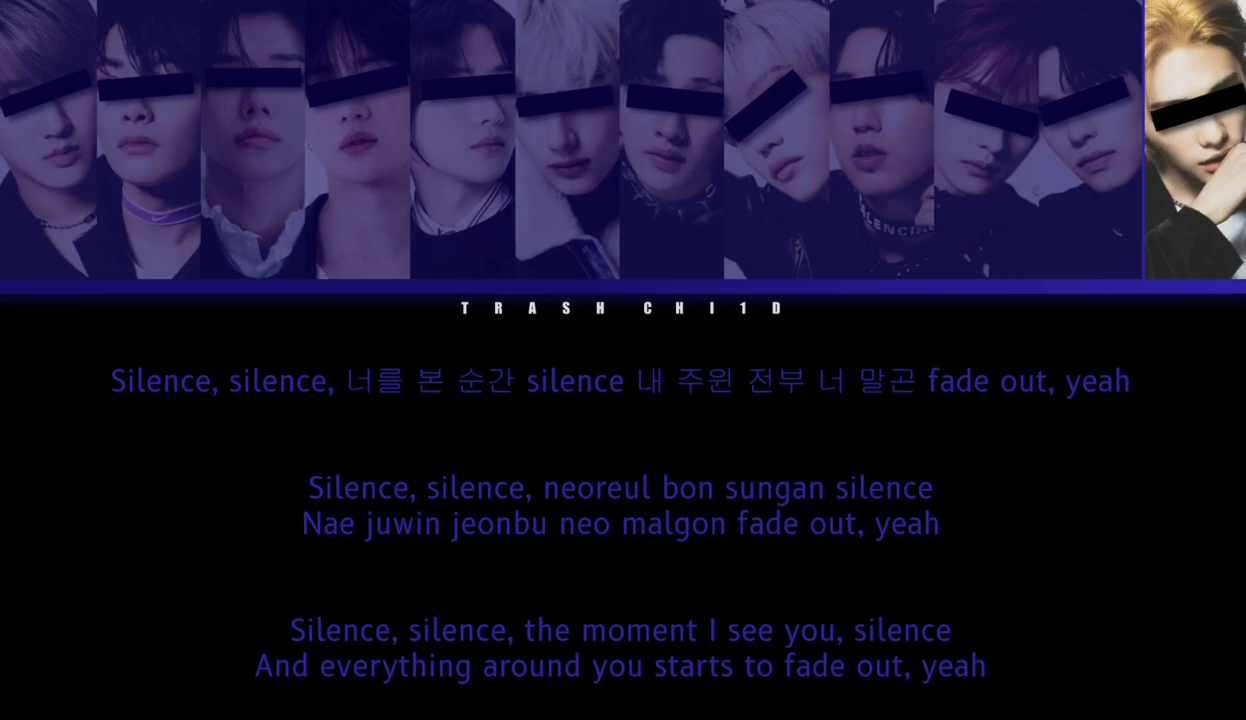 ALENCIA
T R A S H C H I 1 D
Silence, silence, 너를 본 순간 silence 내 주윈 전부 너 말곤 fade out, yeah
Silence, silence, neoreul bon sungan silence
Nae juwin jeonbu neo malgon fade out, yeah
Silence, silence, the moment I see you, silence
And everything around you starts to fade out, yeah